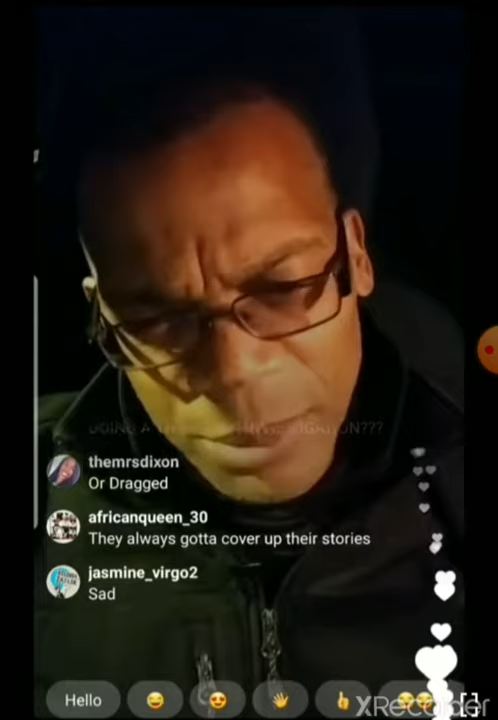 themrsdixon
Or Dragged
africanqueen_30
They always gotta cover up their stories
jasmine_virgo2
Sad
Hello
XRecorder